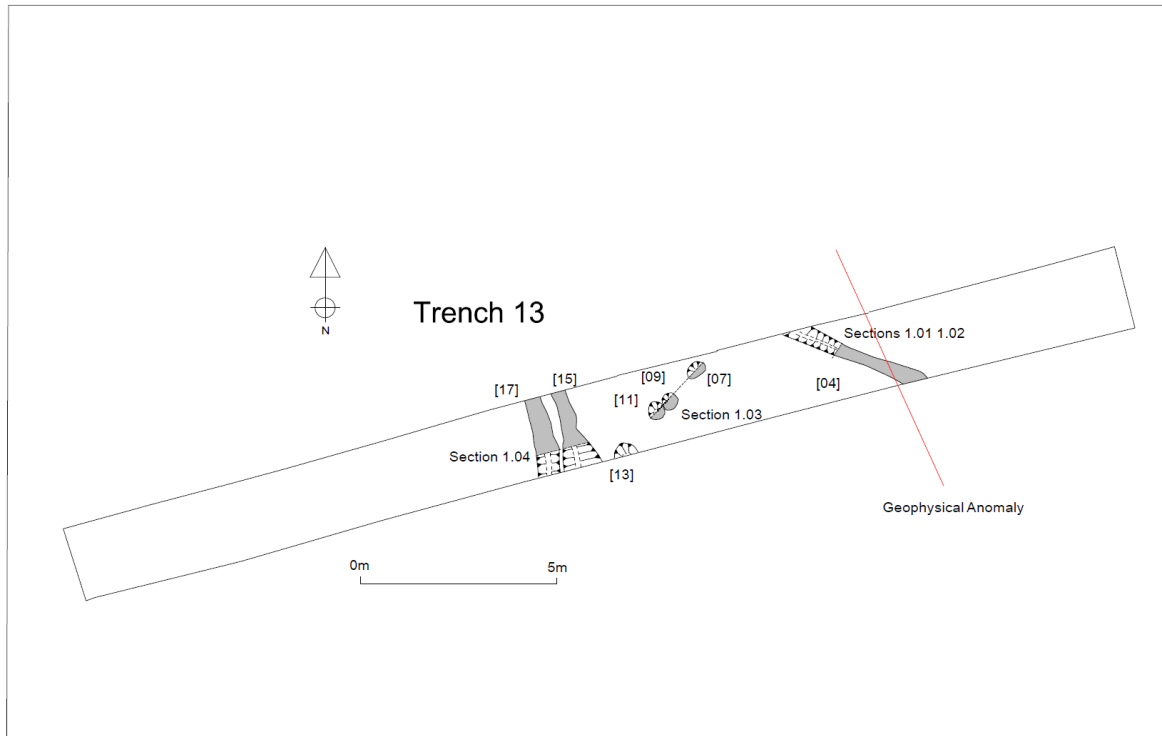 N
Trench 13
Sections 1.01 1.02
[09]
[07]
[04]
[17]
[15]
[11]
Section 1.03
Section 1.04
[13]
Geophysical Anomaly
0m
5m